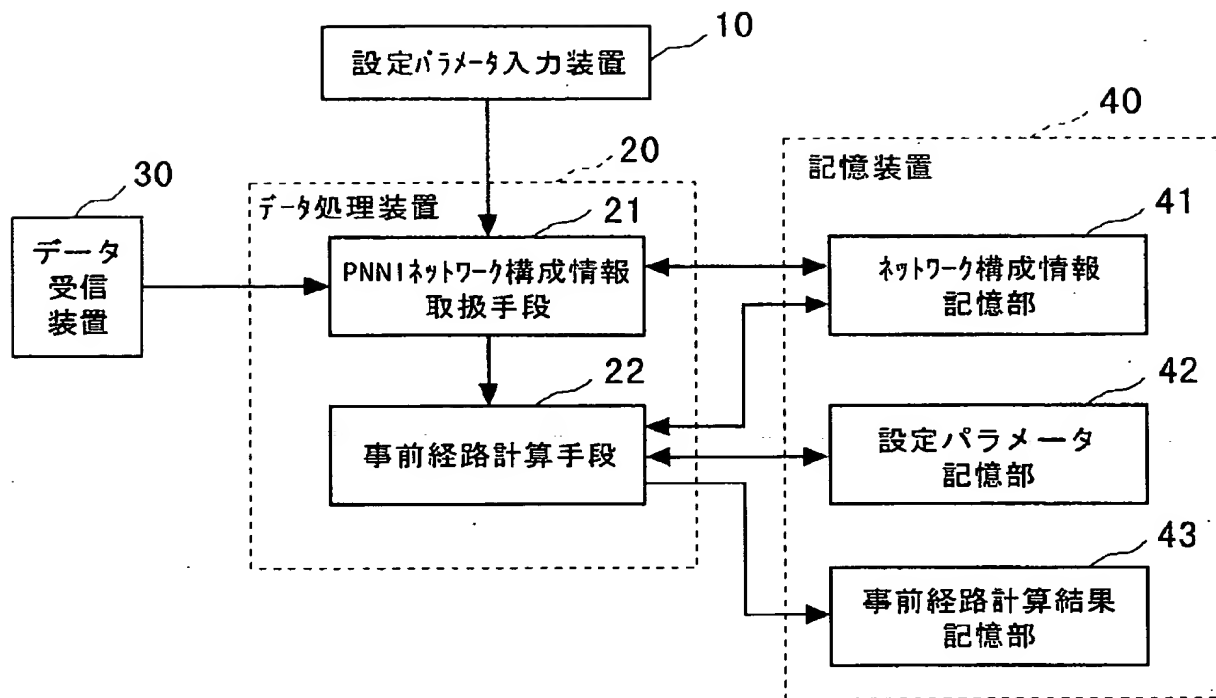 10
設定パラメータ入力装置
40
20
記憶装置
30
データ処理装置
21
41
データ
受信
装置
PNNIネットワーク構成情報
取扱手段
ネットワーク構成情報
記憶部
22
42
事前経路計算手段
設定パラメータ
記憶部
43
事前経路計算結果
記憶部